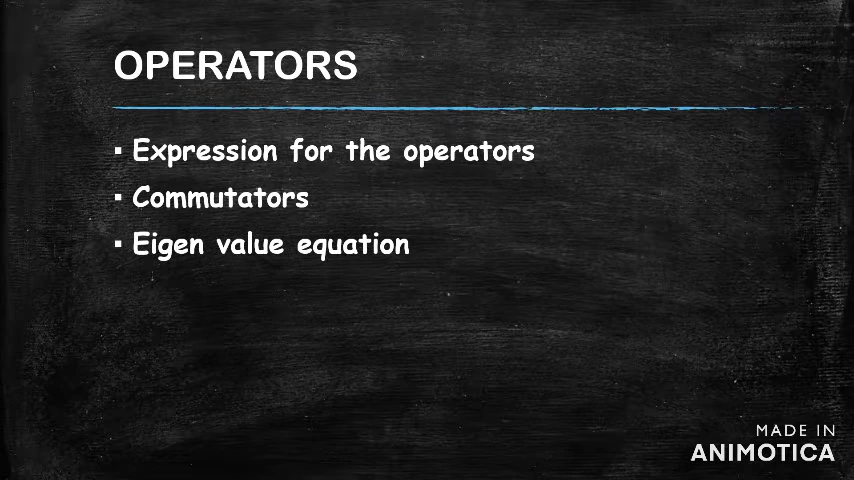 OPERATORS
▪ Expression for the operators
▪ Commutators
▪ Eigen value equation
MADE IN
ANIMOTICA